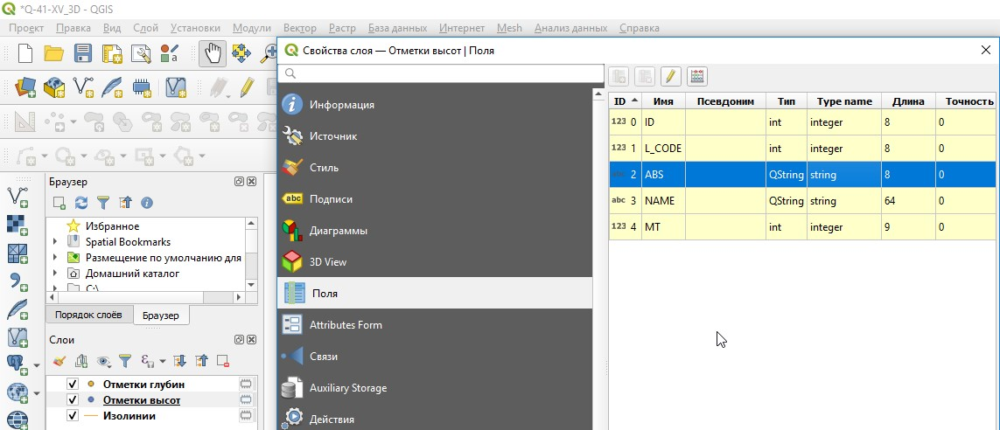 *Q-41-XV_3D - QGIS
Проект Правка Вид Слой Установки Модули Вектор Растр База данных Интернет Mesh Анализ данных Справка
Свойства слоя — Отметки высот | Поля
Информация
Источник
Стиль
abc Подписи
Диаграммы
3D View
Поля
Attributes Form
Связи
Auxiliary Storage
Действия
ID Имя Псевдоним Тип Type name Длина Точность
123 0 ID int integer 8 0
123 1 L_CODE int integer 8 0
abc 2 ABS QString string 8 0
abc 3 NAME QString string 64 0
123 4 MT int integer 9 0
Браузер
Избранное
Spatial Bookmarks
Размещение по умолчанию для
Домашний каталог
C:\
Порядок слоёв Браузер
Слои
Отметки глубин
Отметки высот
Изолинии